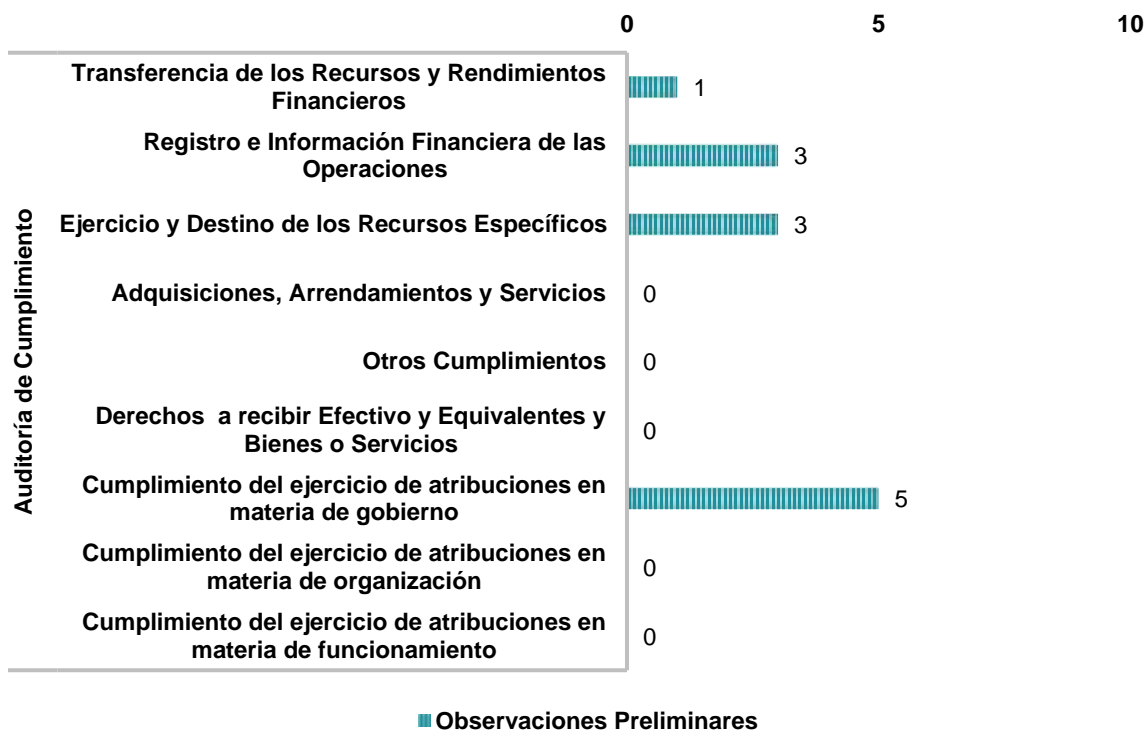 0 5 10
Auditoría de Cumplimiento
Transferencia de los Recursos y Rendimientos
Financieros
1
Registro e Información Financiera de las
Operaciones
3
Ejercicio y Destino de los Recursos Específicos
3
Adquisiciones, Arrendamientos y Servicios
0
Otros Cumplimientos
0
Derechos a recibir Efectivo y Equivalentes y
Bienes o Servicios
0
Cumplimiento del ejercicio de atribuciones en
materia de gobierno
5
Cumplimiento del ejercicio de atribuciones en
materia de organización
0
Cumplimiento del ejercicio de atribuciones en
materia de funcionamiento
0
Observaciones Preliminares